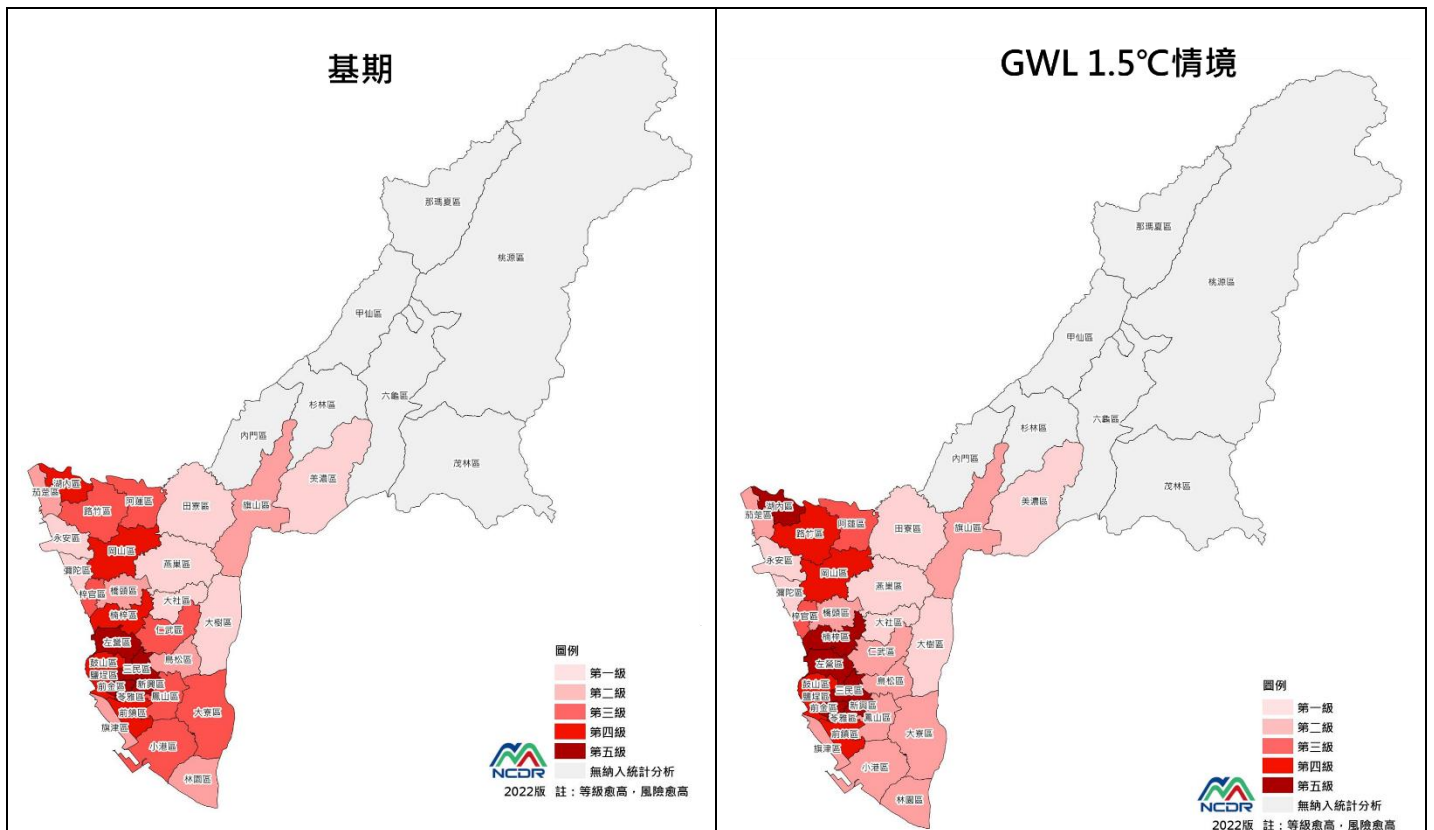 基期
那瑪夏區
桃源區
甲仙區
六龜區
杉林區
內門區
美濃區
茂林區
旗山區
湖內區
茄萣區
路竹區
阿蓮區
田寮區
永安區
岡山區
彌陀區
燕巢區
梓官區
橋頭區
大社區
楠梓區
仁武區
大樹區
左營區
鳥松區
鼓山區
三民區
鹽埕區
前金區
新興區
苓雅區
鳳山區
前鎮區
大寮區
旗津區
小港區
林園區
圖例
第一級
第二級
第三級
第四級
第五級
無納入統計分析
NCDR
2022版 註：等級愈高，風險愈高
GWL 1.5℃情境
那瑪夏區
桃源區
甲仙區
六龜區
杉林區
內門區
美濃區
茂林區
旗山區
湖內區
茄萣區
路竹區
阿蓮區
田寮區
永安區
岡山區
彌陀區
燕巢區
梓官區
橋頭區
大社區
楠梓區
仁武區
大樹區
左營區
鳥松區
鼓山區
三民區
鹽埕區
前金區
新興區
苓雅區
鳳山區
前鎮區
大寮區
旗津區
小港區
林園區
圖例
第一級
第二級
第三級
第四級
第五級
無納入統計分析
NCDR
2022版 註：等級愈高，風險愈高